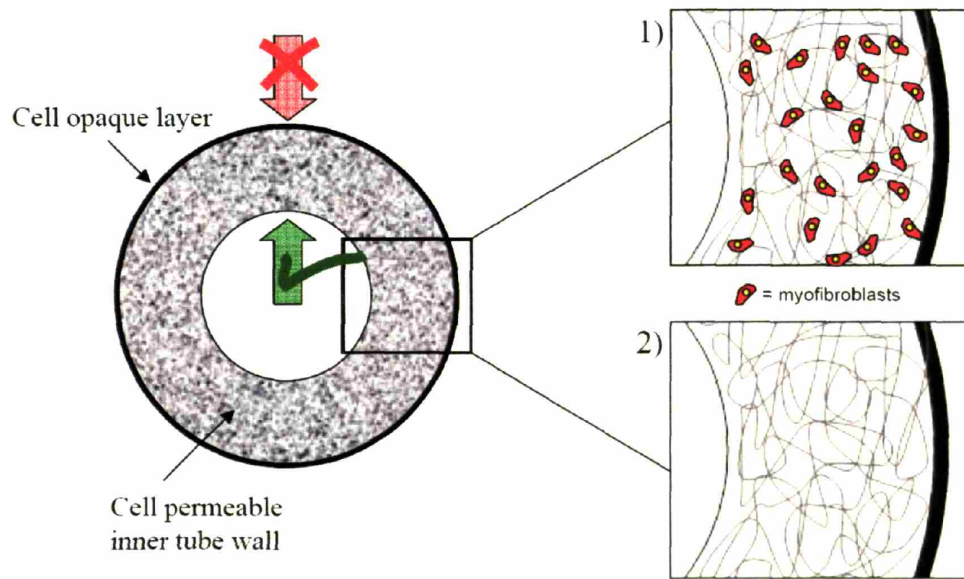 1)
Cell opaque layer
= myofibroblasts
2)
Cell permeable
inner tube wall